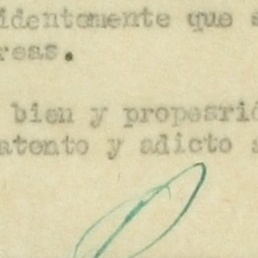 identemente que s
reas.
bien y propesrid
atento y adicto s